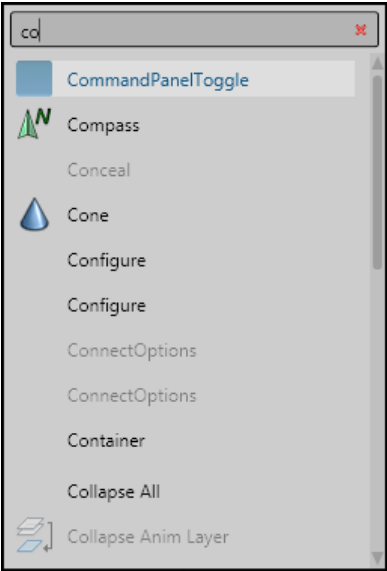 co
CommandPanelToggle
N
Compass
Conceal
Cone
Configure
Configure
ConnectOptions
ConnectOptions
Container
Collapse All
Collapse Anim Layer